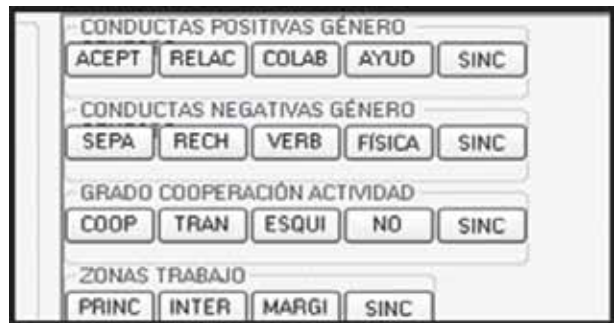 CONDUCTAS POSITIVAS GÉNERO
ACEPT RELAC COLAB AYUD SINC
CONDUCTAS NEGATIVAS GÉNERO
SEPA RECH VERB FÍSICA SINC
GRADO COOPERACIÓN ACTIVIDAD
COOP TRAN ESQUI NO SINC
ZONAS TRABAJO
PRINC INTER MARGI SINC